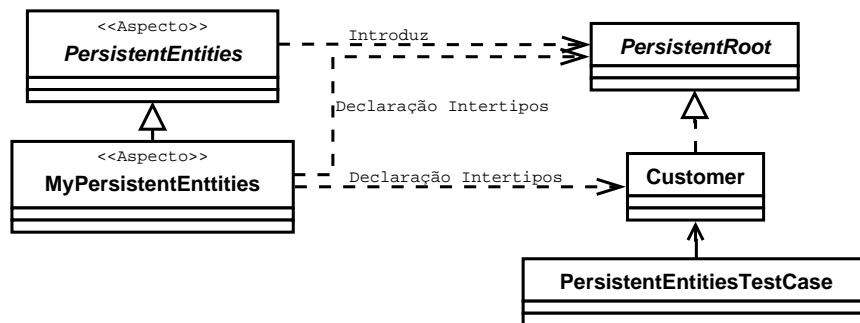 <<Aspecto>>
PersistentEntities
Introduz
PersistentRoot
Declaração Intertipos
<<Aspecto>>
MyPersistentEnttities
Declaração Intertipos
Customer
PersistentEntitiesTestCase